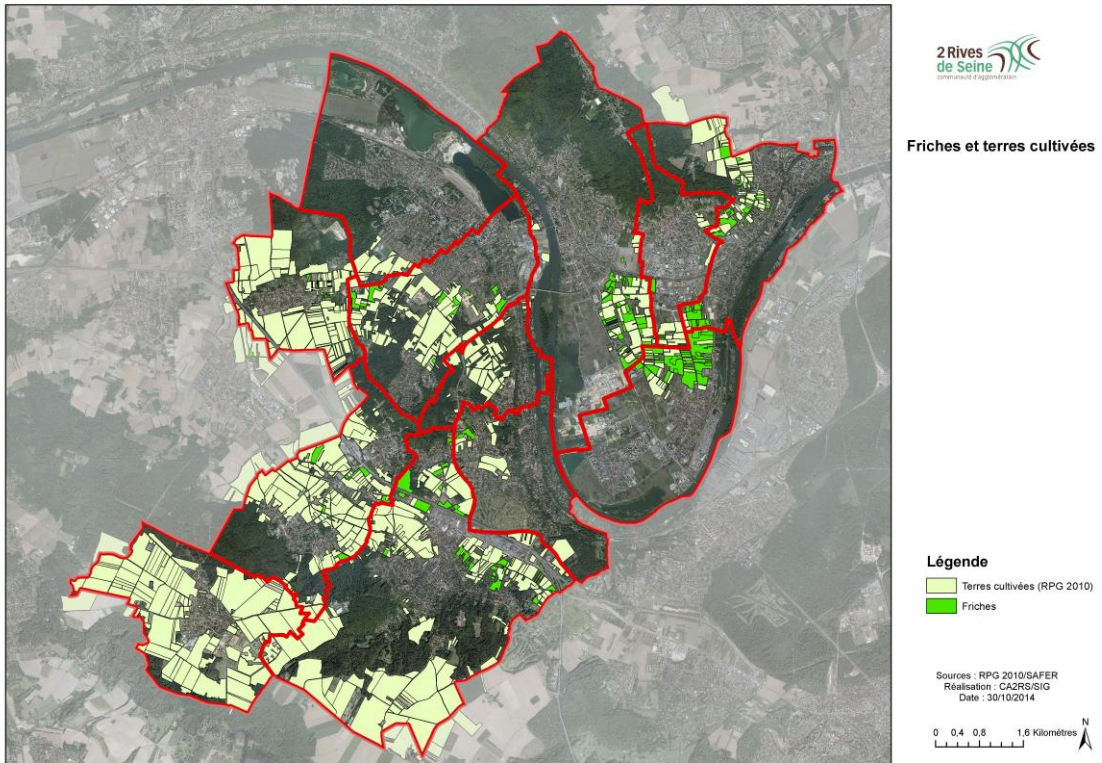 2 Rives
de Seine
communauté d'agglomération
Friches et terres cultivées
Légende
Terres cultivées (RPG 2010)
Friches
Sources : RPG 2010/SAFER
Réalisation : CA2RS/SIG
Date : 30/10/2014
N
0 0,4 0,8 1,6 Kilomètres